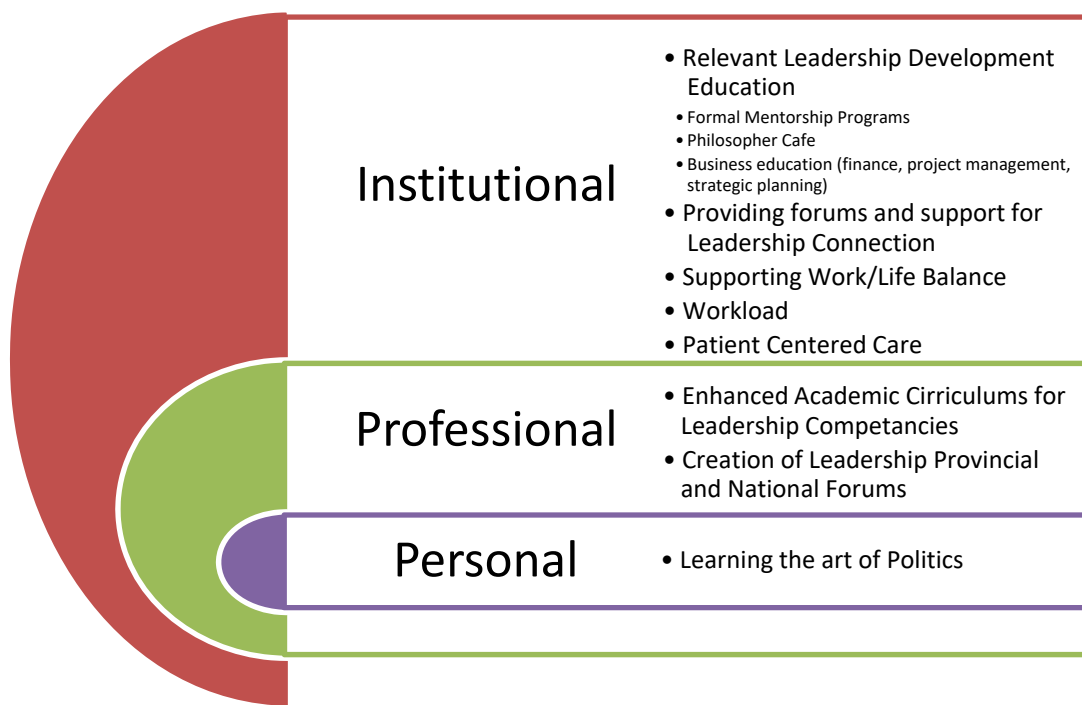 Institutional
• Relevant Leadership Development
Education
• Formal Mentorship Programs
• Philosopher Cafe
• Business education (finance, project management,
strategic planning)
• Providing forums and support for
Leadership Connection
• Supporting Work/Life Balance
• Workload
• Patient Centered Care
Professional
• Enhanced Academic Cirriculums for
Leadership Competancies
• Creation of Leadership Provincial
and National Forums
Personal
• Learning the art of Politics